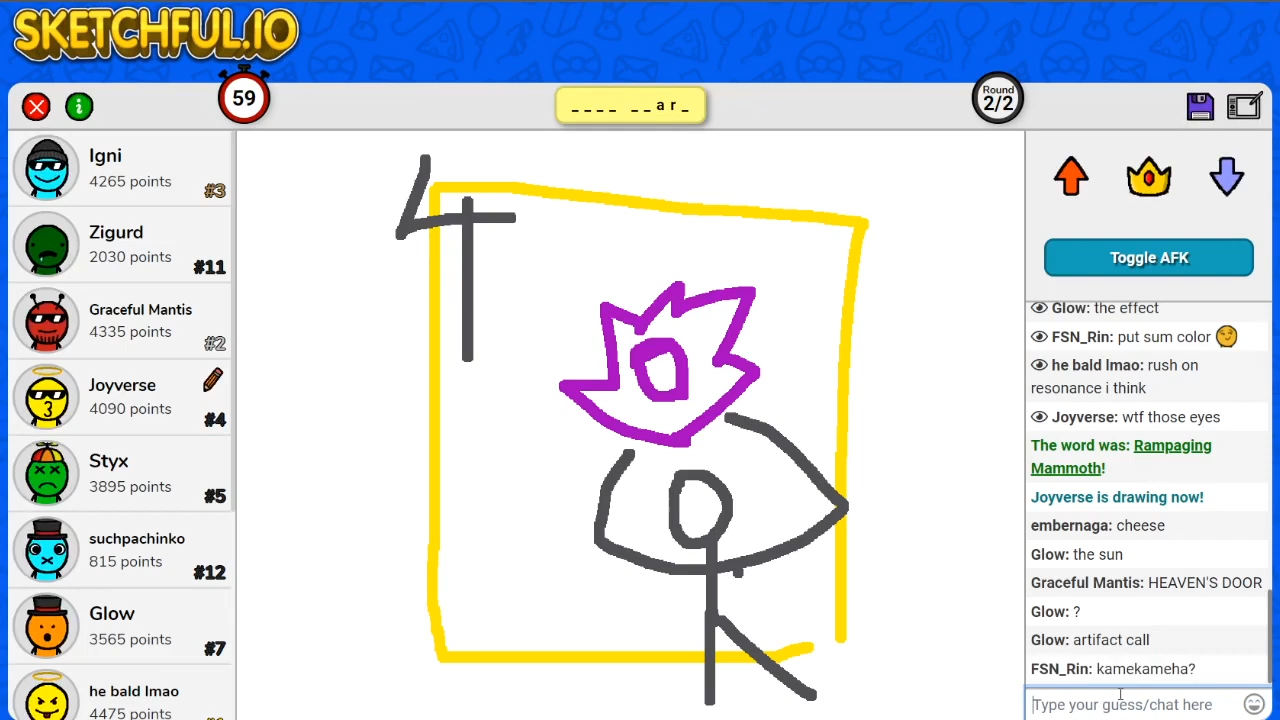 SKETCHFUL.IO
59
_ _ _ _ _ _ a r _
Round
2/2
Igni
4265 points
#3
Zigurd
2030 points
#11
Graceful Mantis
4335 points
#2
Joyverse
4090 points
#4
Styx
3895 points
#5
suchpachinko
815 points
#12
Glow
3565 points
#7
he bald lmao
4475 points
4
Toggle AFK
Glow: the effect
FSN_Rin: put sum color
he bald lmao: rush on
resonance i think
Joyverse: wtf those eyes
The word was: Rampaging
Mammoth!
Joyverse is drawing now!
embernaga: cheese
Glow: the sun
Graceful Mantis: HEAVEN'S DOOR
Glow: ?
Glow: artifact call
FSN_Rin: kamekameha?
Type your guess/chat here